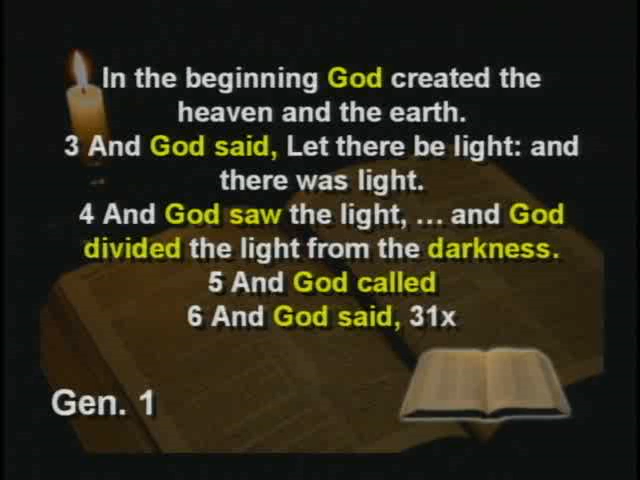 In the beginning God created the
heaven and the earth.
3 And God said, Let there be light: and
there was light.
4 And God saw the light, … and God
divided the light from the darkness.
5 And God called
6 And God said, 31x
Gen. 1